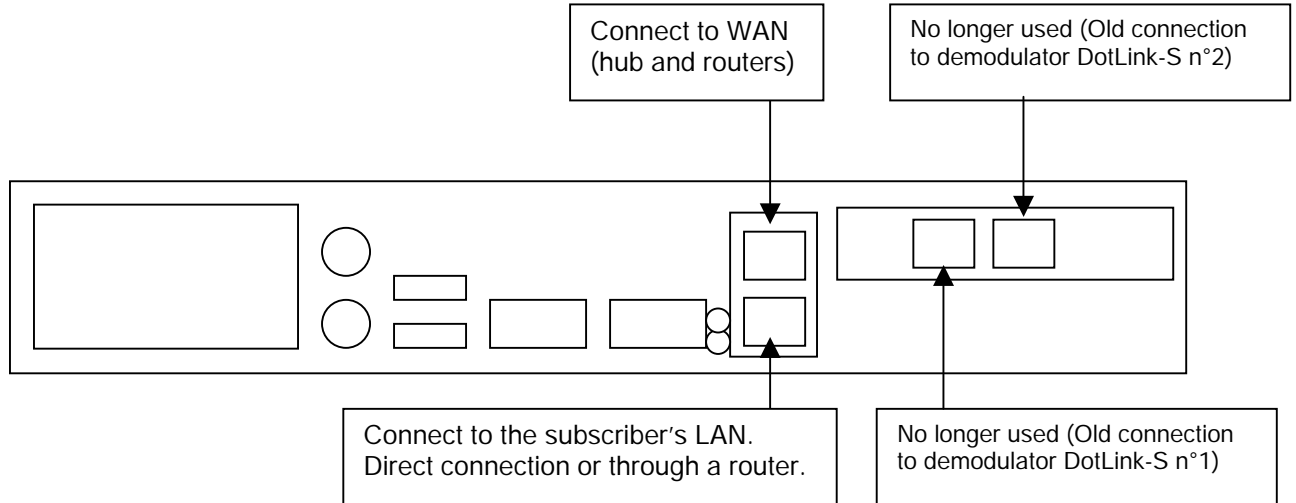 Connect to WAN
(hub and routers)
No longer used (Old connection
to demodulator DotLink-S n°2)
Connect to the subscriber's LAN.
Direct connection or through a router.
No longer used (Old connection
to demodulator DotLink-S n°1)